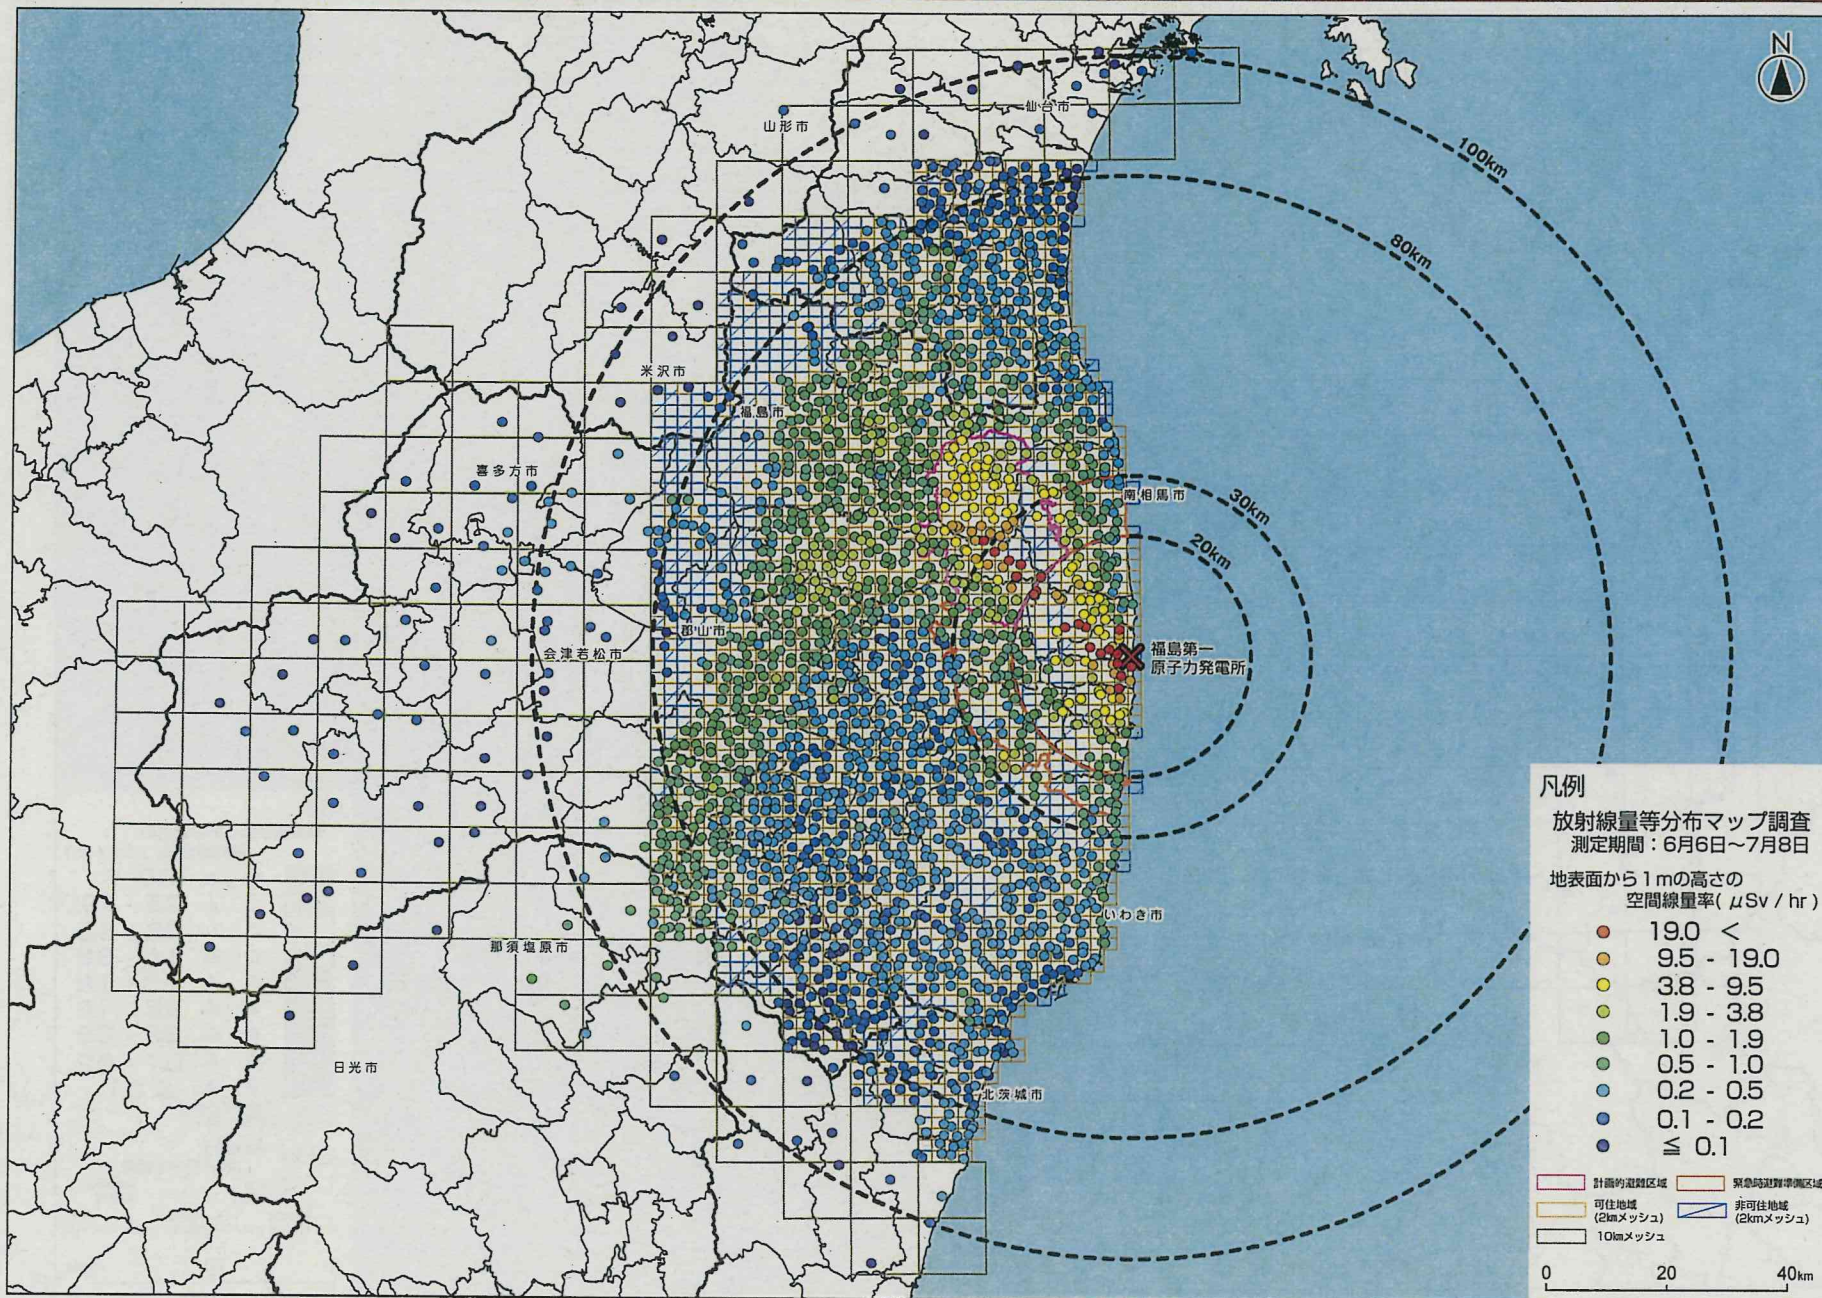 N
100km
80km
30km
20km
仙台市
山形市
米沢市
福島市
喜多方市
南相馬市
郡山市
会津若松市
福島第一
原子力発電所
いわき市
那須塩原市
日光市
北茨城市
凡例
放射線量等分布マップ調査
測定期間：6月6日～7月8日
地表面から1mの高さの
空間線量率( μSv / hr )
19.0 <
9.5 - 19.0
3.8 - 9.5
1.9 - 3.8
1.0 - 1.9
0.5 - 1.0
0.2 - 0.5
0.1 - 0.2
≦ 0.1
計画的避難区域
緊急時避難準備区域
可住地域
(2kmメッシュ)
非可住地域
(2kmメッシュ)
10kmメッシュ
0 20 40km